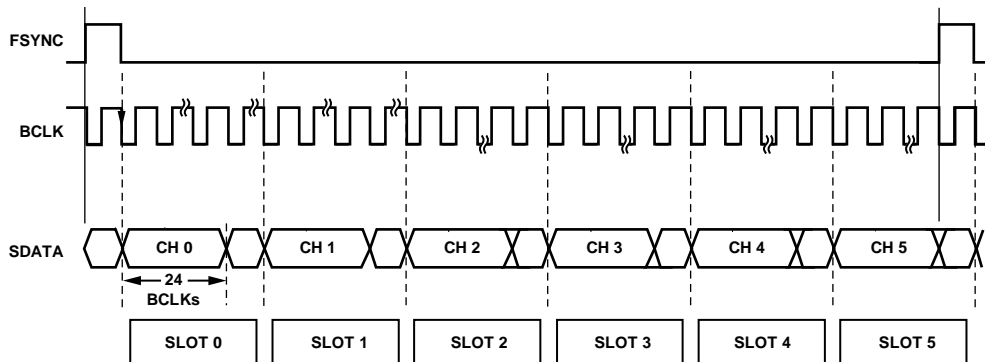 FSYNC
BCLK
SDATA
CH 0
CH 1
CH 2
CH 3
CH 4
CH 5
24
BCLKs
SLOT 0
SLOT 1
SLOT 2
SLOT 3
SLOT 4
SLOT 5